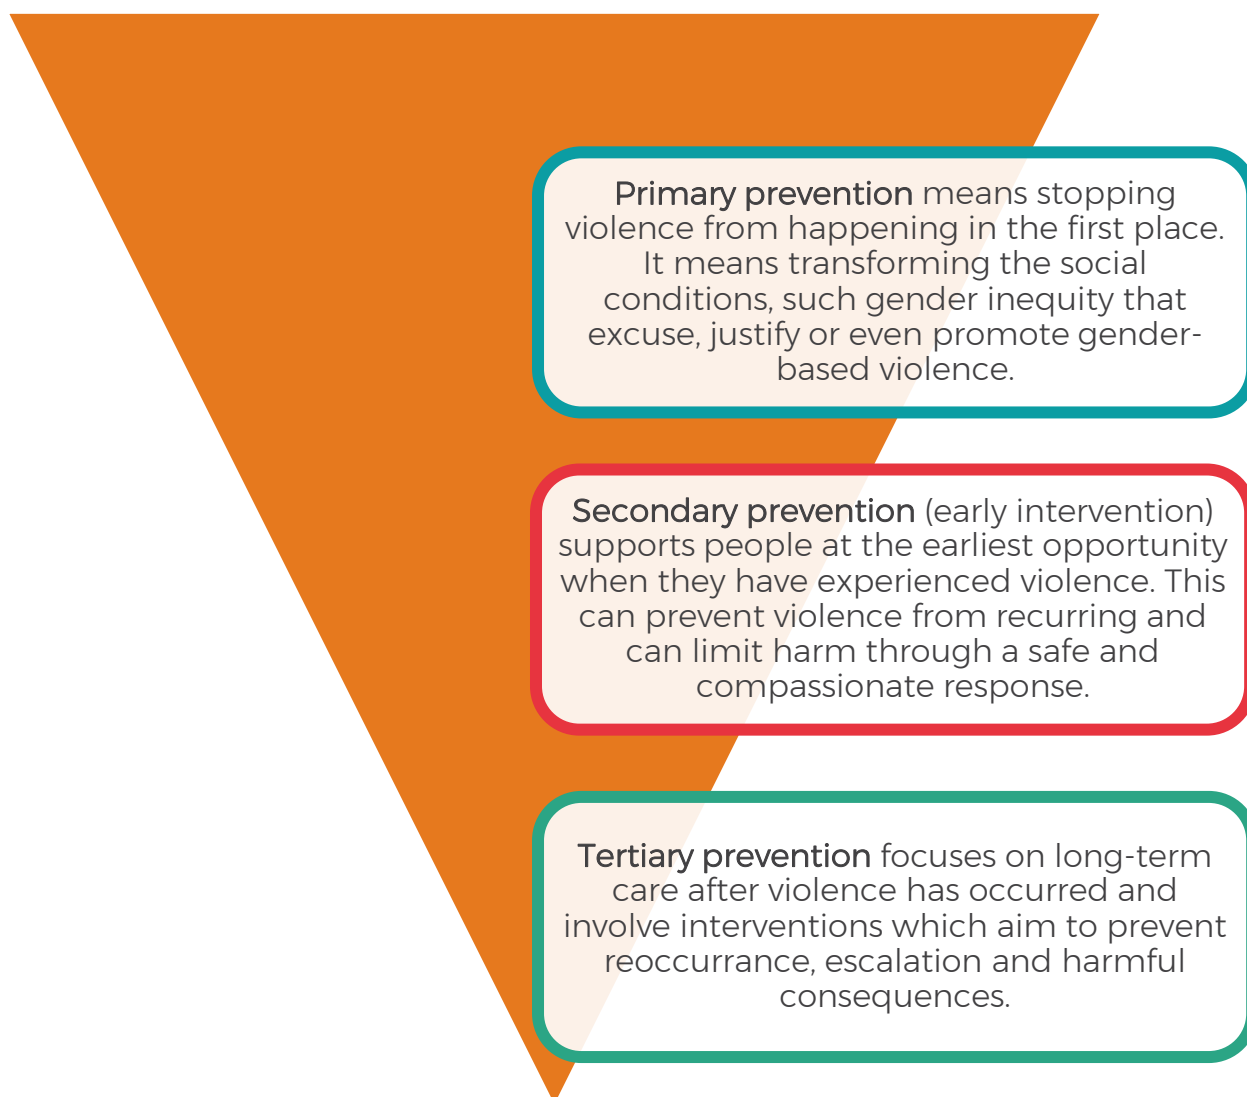 Primary prevention means stopping
violence from happening in the first place.
It means transforming the social
conditions, such gender inequity that
excuse, justify or even promote gender-
based violence.
Secondary prevention (early intervention)
supports people at the earliest opportunity
when they have experienced violence. This
can prevent violence from recurring and
can limit harm through a safe and
compassionate response.
Tertiary prevention focuses on long-term
care after violence has occurred and
involve interventions which aim to prevent
reoccurrance, escalation and harmful
consequences.